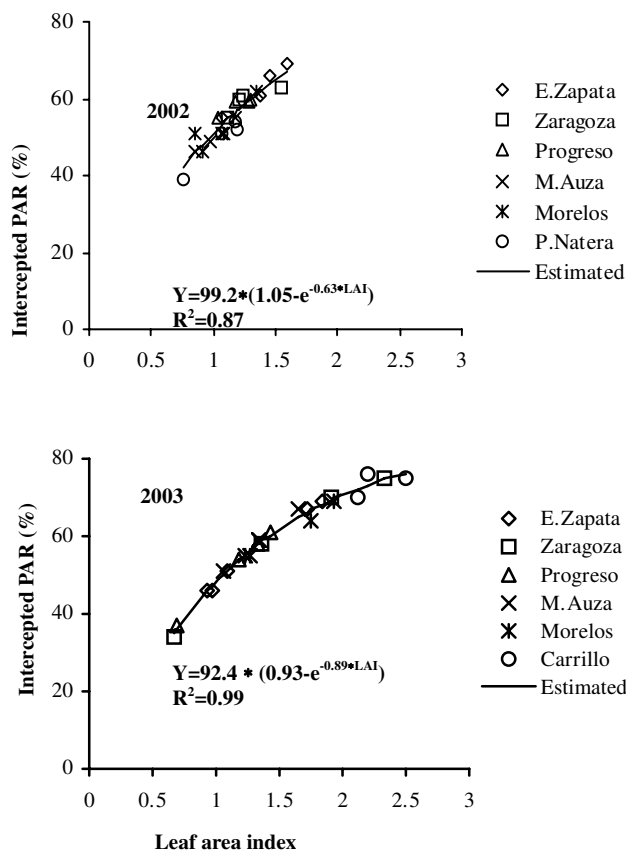 80
60
40
20
0
Intercepted PAR (%)
2002
Y=99.2*(1.05-e^-0.63*LAI)
R²=0.87
0 0.5 1 1.5 2 2.5 3
E.Zapata
Zaragoza
Progreso
M.Auza
Morelos
P.Natera
Estimated
80
60
40
20
0
Intercepted PAR (%)
2003
Y=92.4 * (0.93-e^-0.89*LAI)
R²=0.99
0 0.5 1 1.5 2 2.5 3
Leaf area index
E.Zapata
Zaragoza
Progreso
M.Auza
Morelos
Carrillo
Estimated